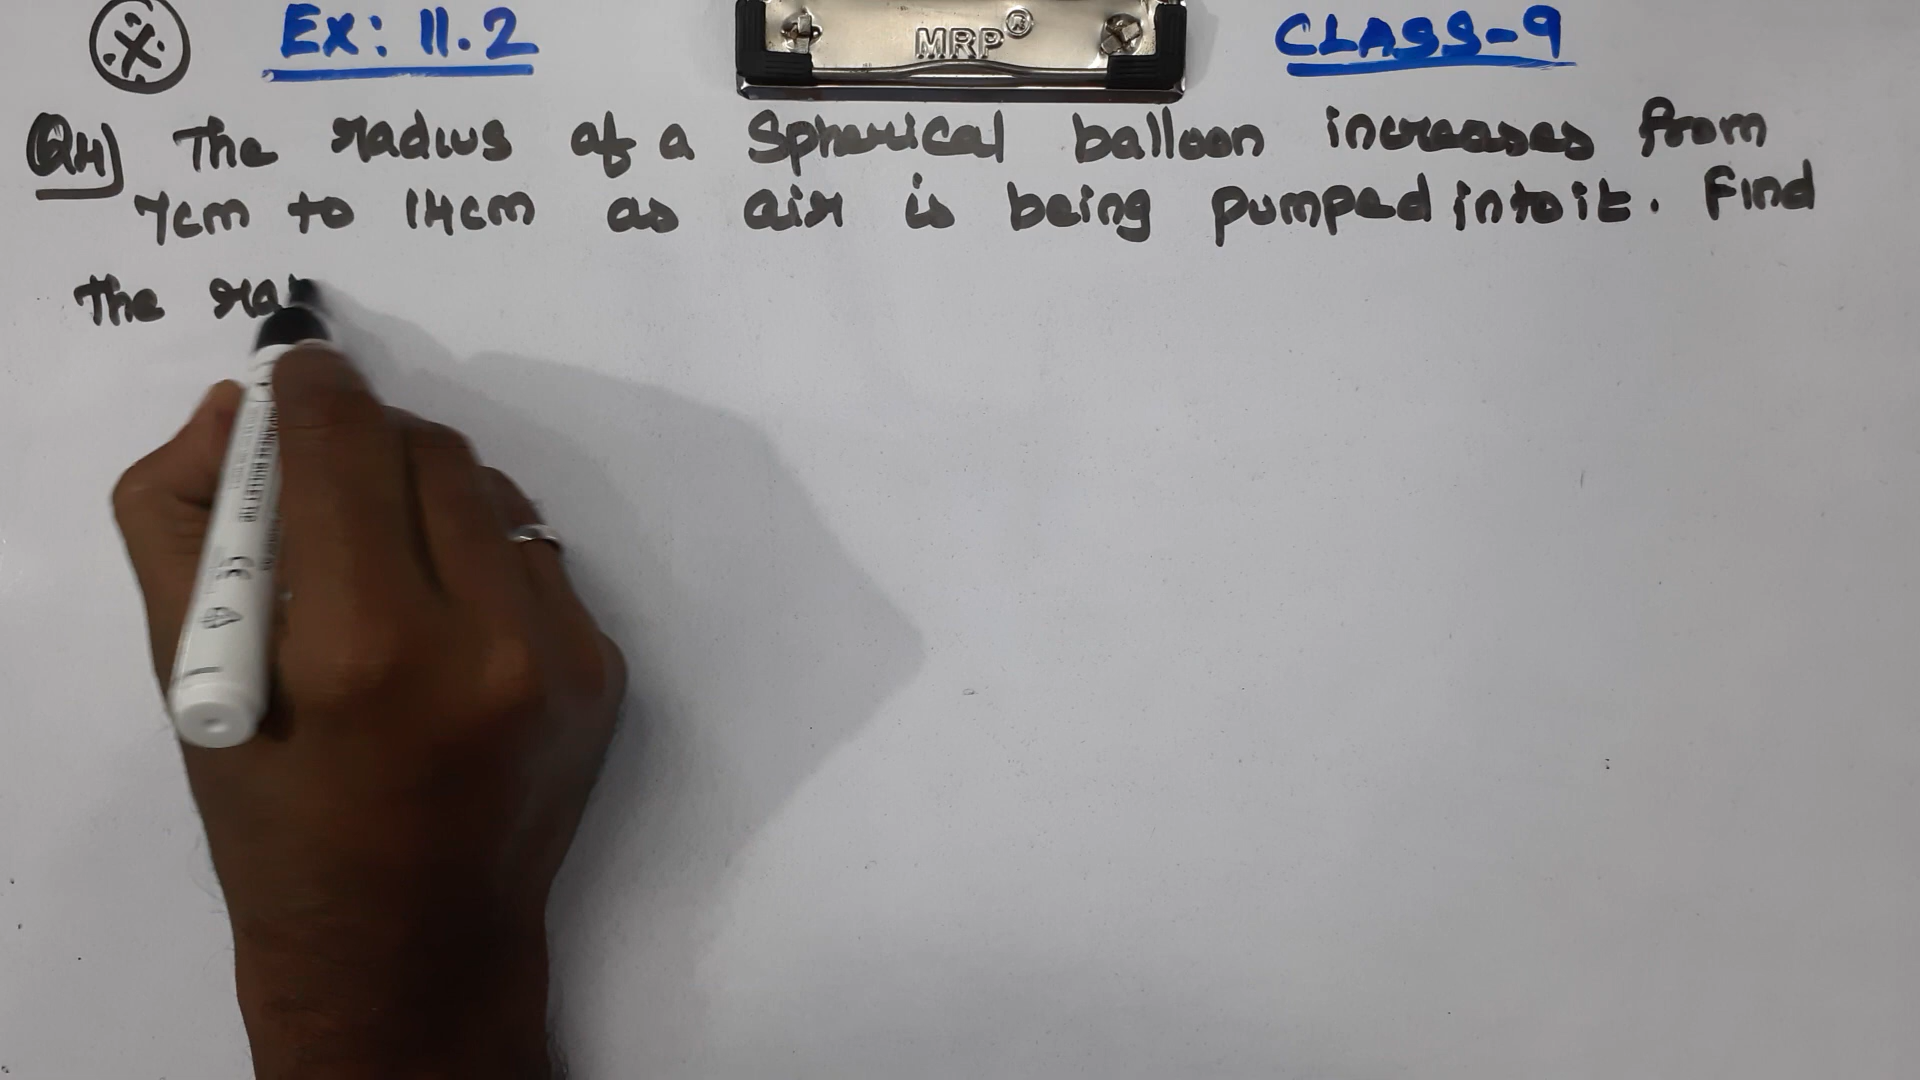 Ex: 11.2
MRP®
CLASS-9
Q4) The radius of a Spherical balloon increases from
7cm to 14cm as air is being pumped into it. Find
the
CE